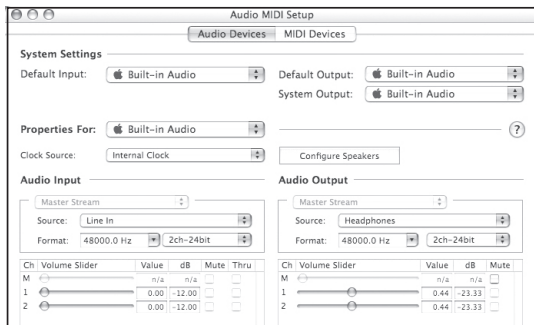 Audio MIDI Setup
Audio Devices MIDI Devices
System Settings
Default Input: Built-in Audio
Default Output: Built-in Audio
System Output: Built-in Audio
Properties For: Built-in Audio ?
Clock Source: Internal Clock
Configure Speakers
Audio Input
Master Stream
Source: Line In
Format: 48000.0 Hz 2ch-24bit
Ch Volume Slider Value dB Mute Thru
M n/a n/a
1 0.00 -12.00
2 0.00 -12.00
Audio Output
Master Stream
Source: Headphones
Format: 48000.0 Hz 2ch-24bit
Ch Volume Slider Value dB Mute
M n/a n/a
1 0.44 -23.33
2 0.44 -23.33